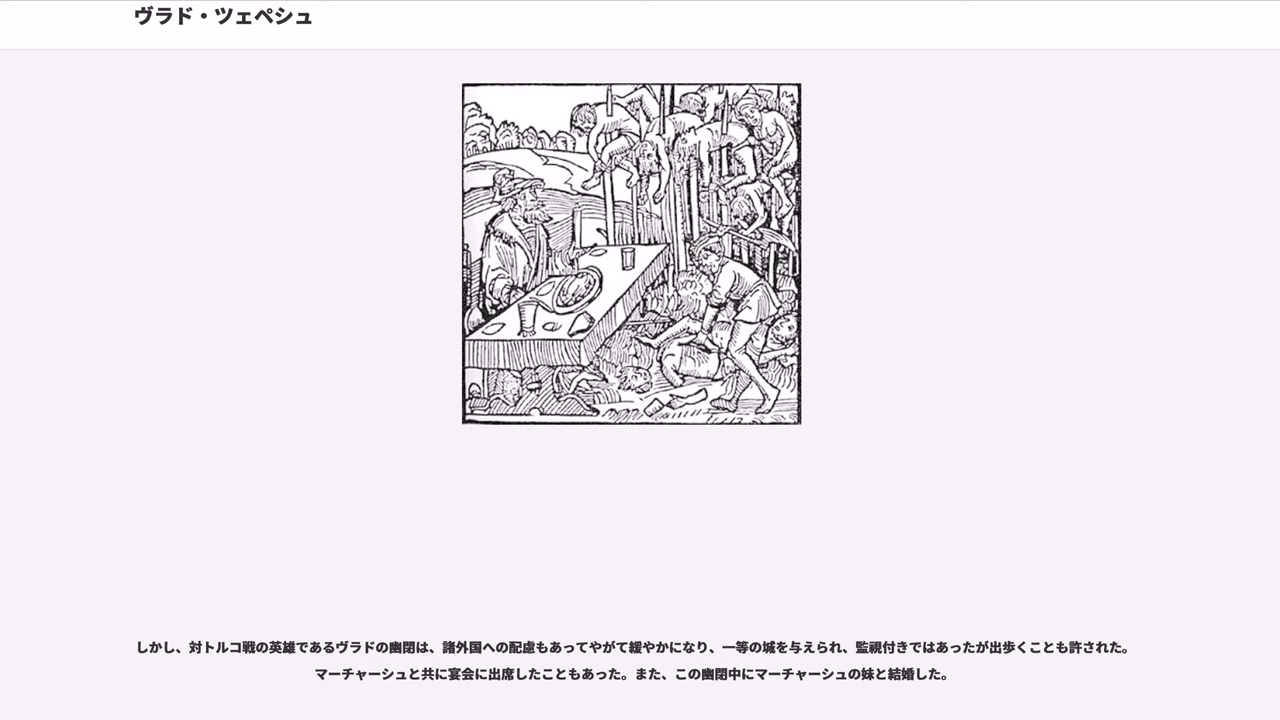 ヴラド・ツェペシュ
しかし、対トルコ戦の英雄であるヴラドの幽閉は、諸外国への配慮もあってやがて緩やかになり、一等の城を与えられ、監視付きではあったが出歩くことも許された。
マーチャーシュと共に宴会に出席したこともあった。また、この幽閉中にマーチャーシュの妹と結婚した。